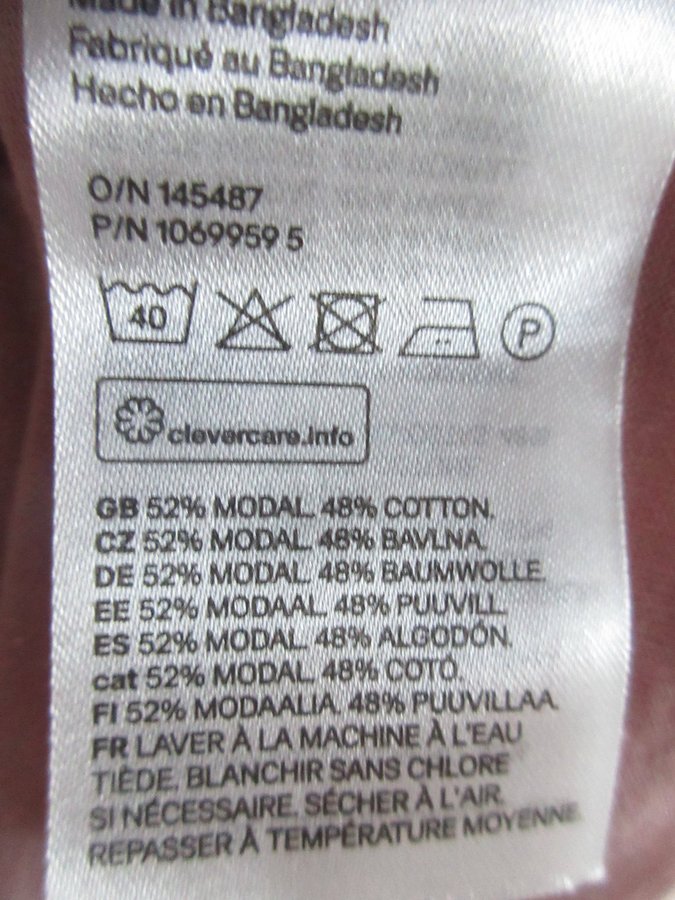 Made in Bangladesh
Fabriqué au Bangladesh
Hecho en Bangladesh
O/N 145487
P/N 1069959 5
40
P
clevercare.info
GB 52% MODAL. 48% COTTON.
CZ 52% MODAL. 48% BAVLNA.
DE 52% MODAL. 48% BAUMWOLLE.
EE 52% MODAAL. 48% PUUVILL.
ES 52% MODAL. 48% ALGODÓN.
cat 52% MODAL. 48% COTÓ.
FI 52% MODAALIA. 48% PUUVILLAA.
FR LAVER À LA MACHINE À L'EAU
TIÈDE. BLANCHIR SANS CHLORE
SI NÉCESSAIRE. SÉCHER À L'AIR.
REPASSER À TEMPÉRATURE MOYENNE.